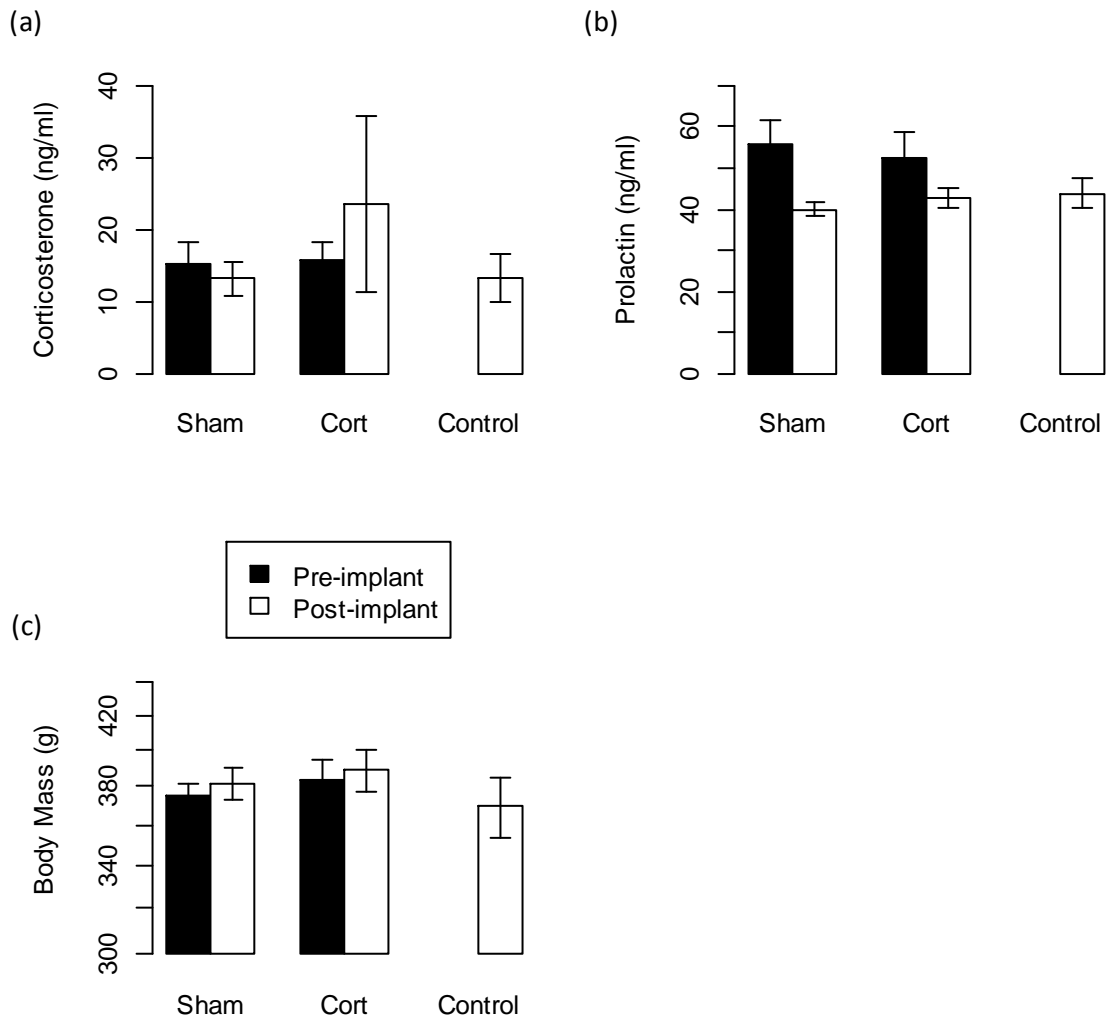 (a)
Corticosterone (ng/ml)
40
30
20
10
0
Sham Cort Control
(b)
Prolactin (ng/ml)
60
40
20
0
Sham Cort Control
Pre-implant
Post-implant
(c)
Body Mass (g)
420
380
340
300
Sham Cort Control